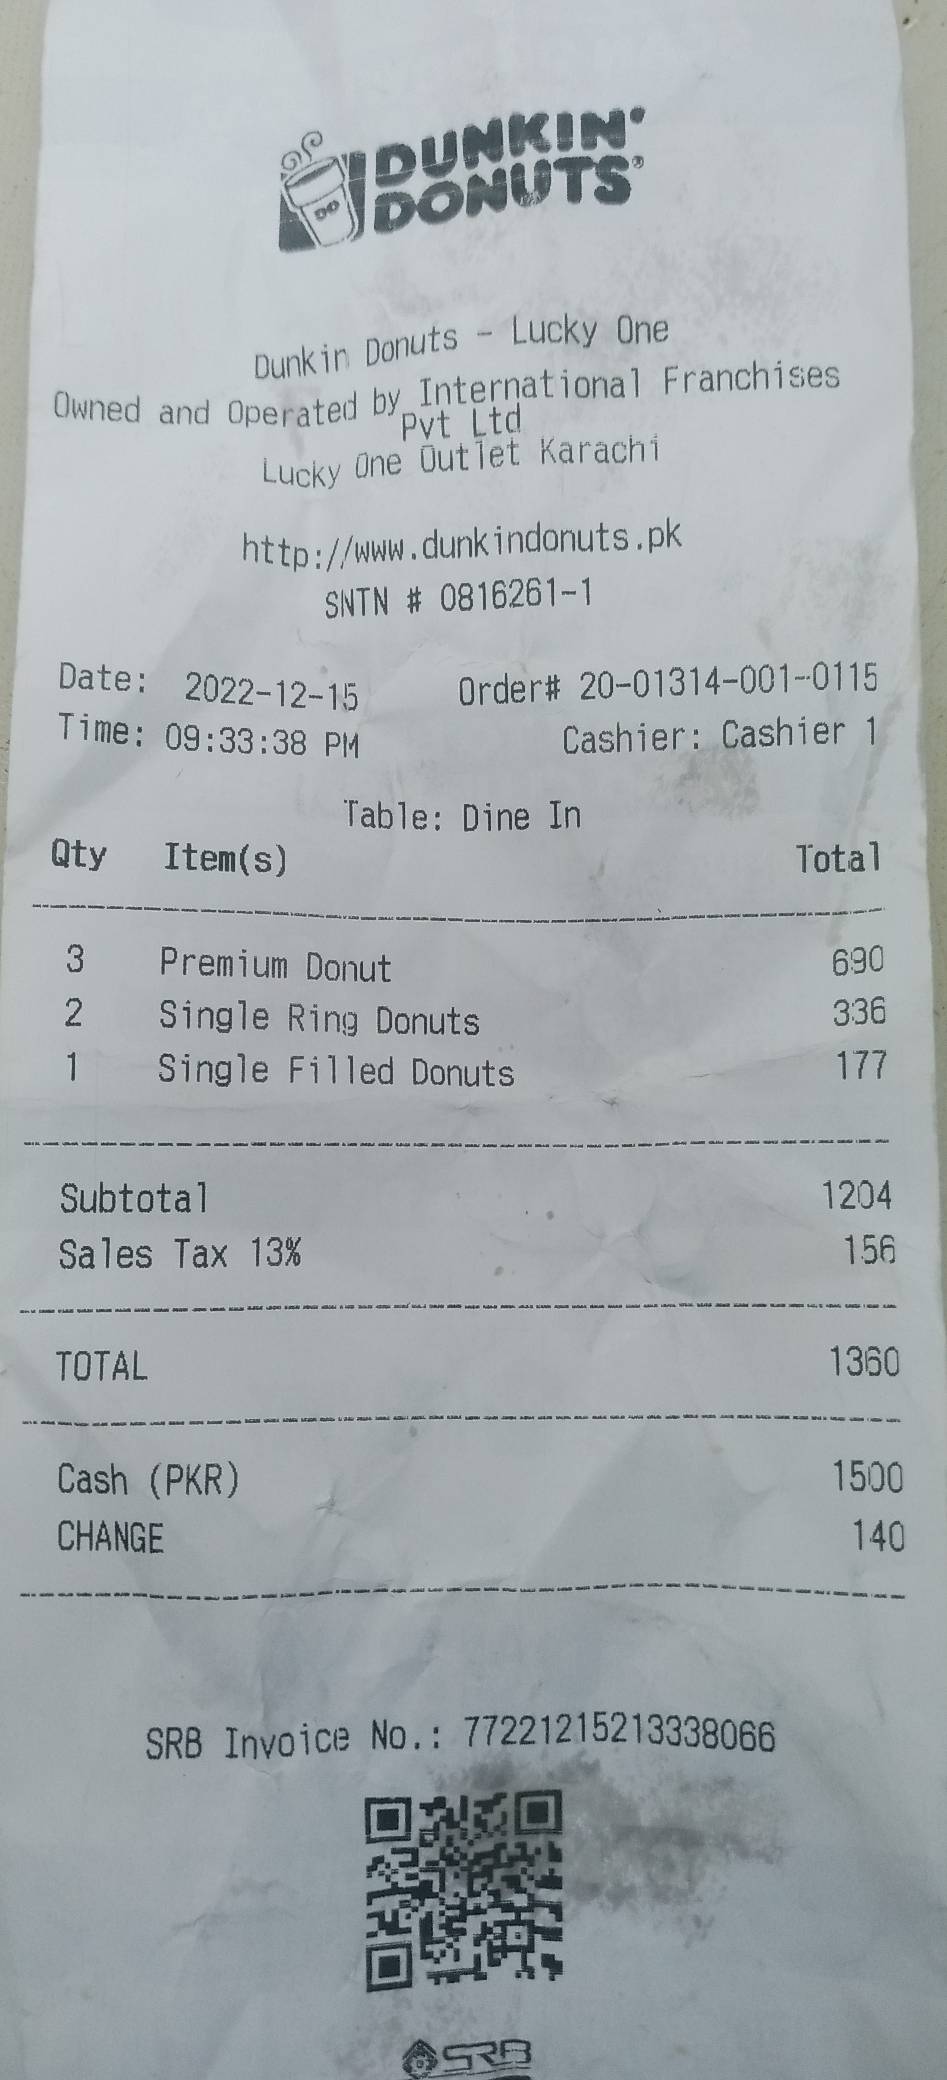 DUNKIN'
DONUTS®
DD
Dunkin Donuts - Lucky One
Owned and Operated by International Franchises
Pvt Ltd
Lucky One Outlet Karachi
http://www.dunkindonuts.pk
SNTN # 0816261-1
Date: 2022-12-15 Order# 20-01314-001-0115
Time: 09:33:38 PM Cashier: Cashier 1
Table: Dine In
Qty Item(s) Total
3 Premium Donut 690
2 Single Ring Donuts 336
1 Single Filled Donuts 177
Subtotal 1204
Sales Tax 13% 156
TOTAL 1360
Cash (PKR) 1500
CHANGE 140
SRB Invoice No.: 77221215213338066
SRB